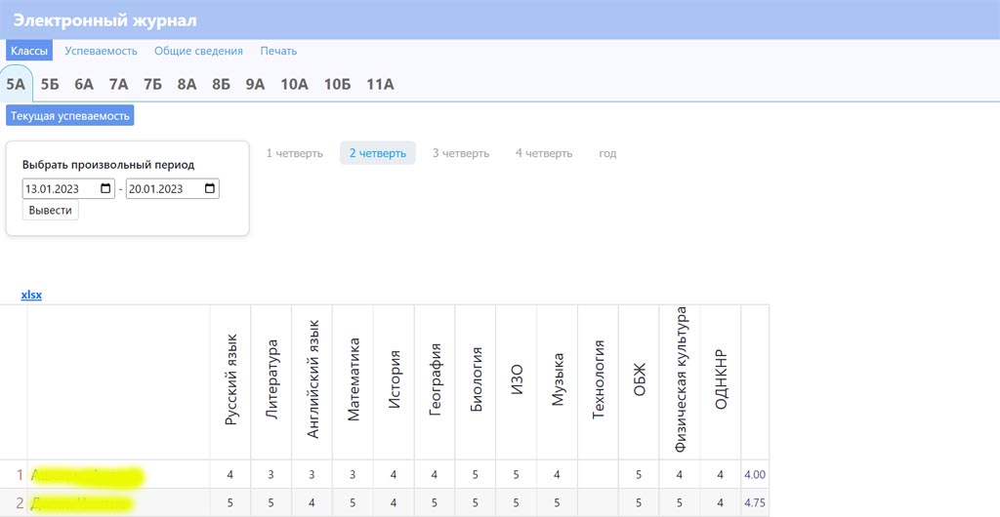 Электронный журнал
Классы Успеваемость Общие сведения Печать
5А 5Б 6А 7А 7Б 8А 8Б 9А 10А 10Б 11А
Текущая успеваемость
Выбрать произвольный период
13.01.2023 - 20.01.2023
Вывести
1 четверть 2 четверть 3 четверть 4 четверть год
xlsx
Русский язык Литература Английский язык Математика История География Биология ИЗО Музыка Технология ОБЖ Физическая культура ОДНКНР
1 4 3 3 3 4 4 5 5 4 5 4 4 4.00
2 5 5 4 5 4 5 5 5 5 5 5 4 4.75